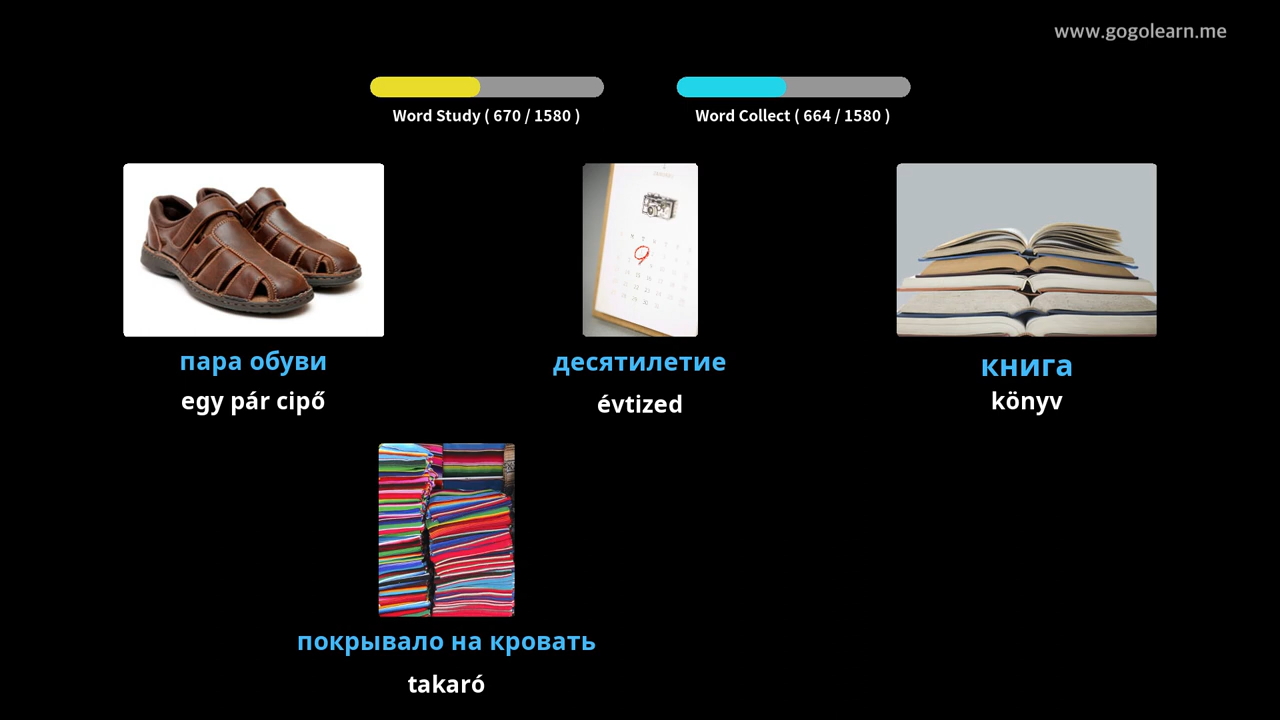 www.gogolearn.me
Word Study ( 670 / 1580 )
Word Collect ( 664 / 1580 )
пара обуви
egy pár cipő
десятилетие
évtized
книга
könyv
покрывало на кровать
takaró